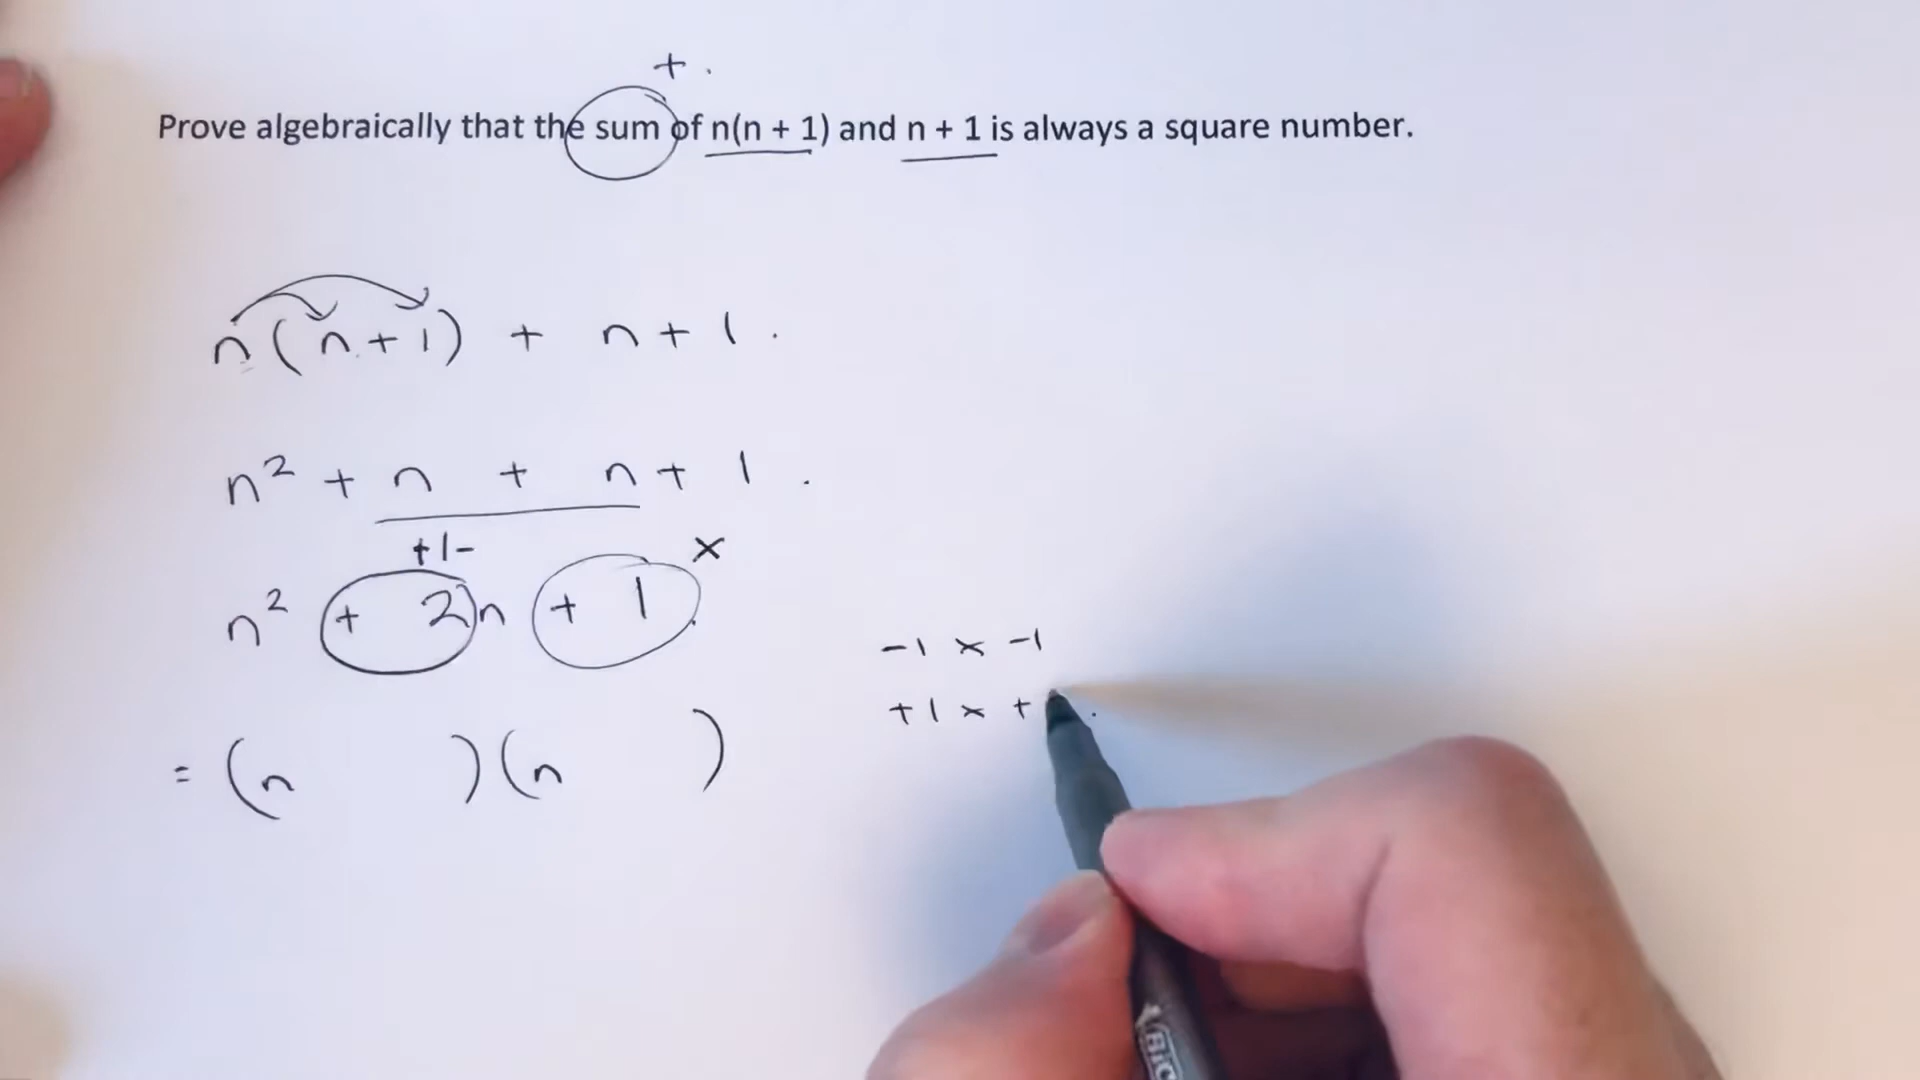 + .
Prove algebraically that the sum of n(n + 1) and n + 1 is always a square number.
n(n+1) + n+1.
n² + n + n + 1.
+/- ×
n² + 2n + 1
-1 × -1
+1 × +
= (n )(n )
BIC